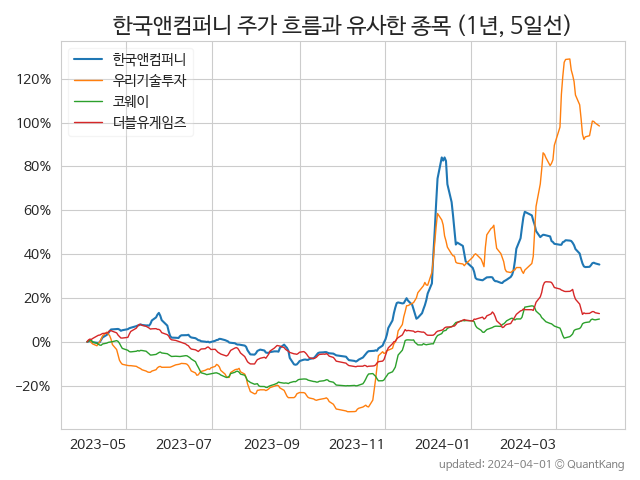 한국앤컴퍼니 주가 흐름과 유사한 종목 (1년, 5일선)
한국앤컴퍼니
우리기술투자
코웨이
더블유게임즈
120%
100%
80%
60%
40%
20%
0%
−20%
2023-05 2023-07 2023-09 2023-11 2024-01 2024-03
updated: 2024-04-01 © QuantKang